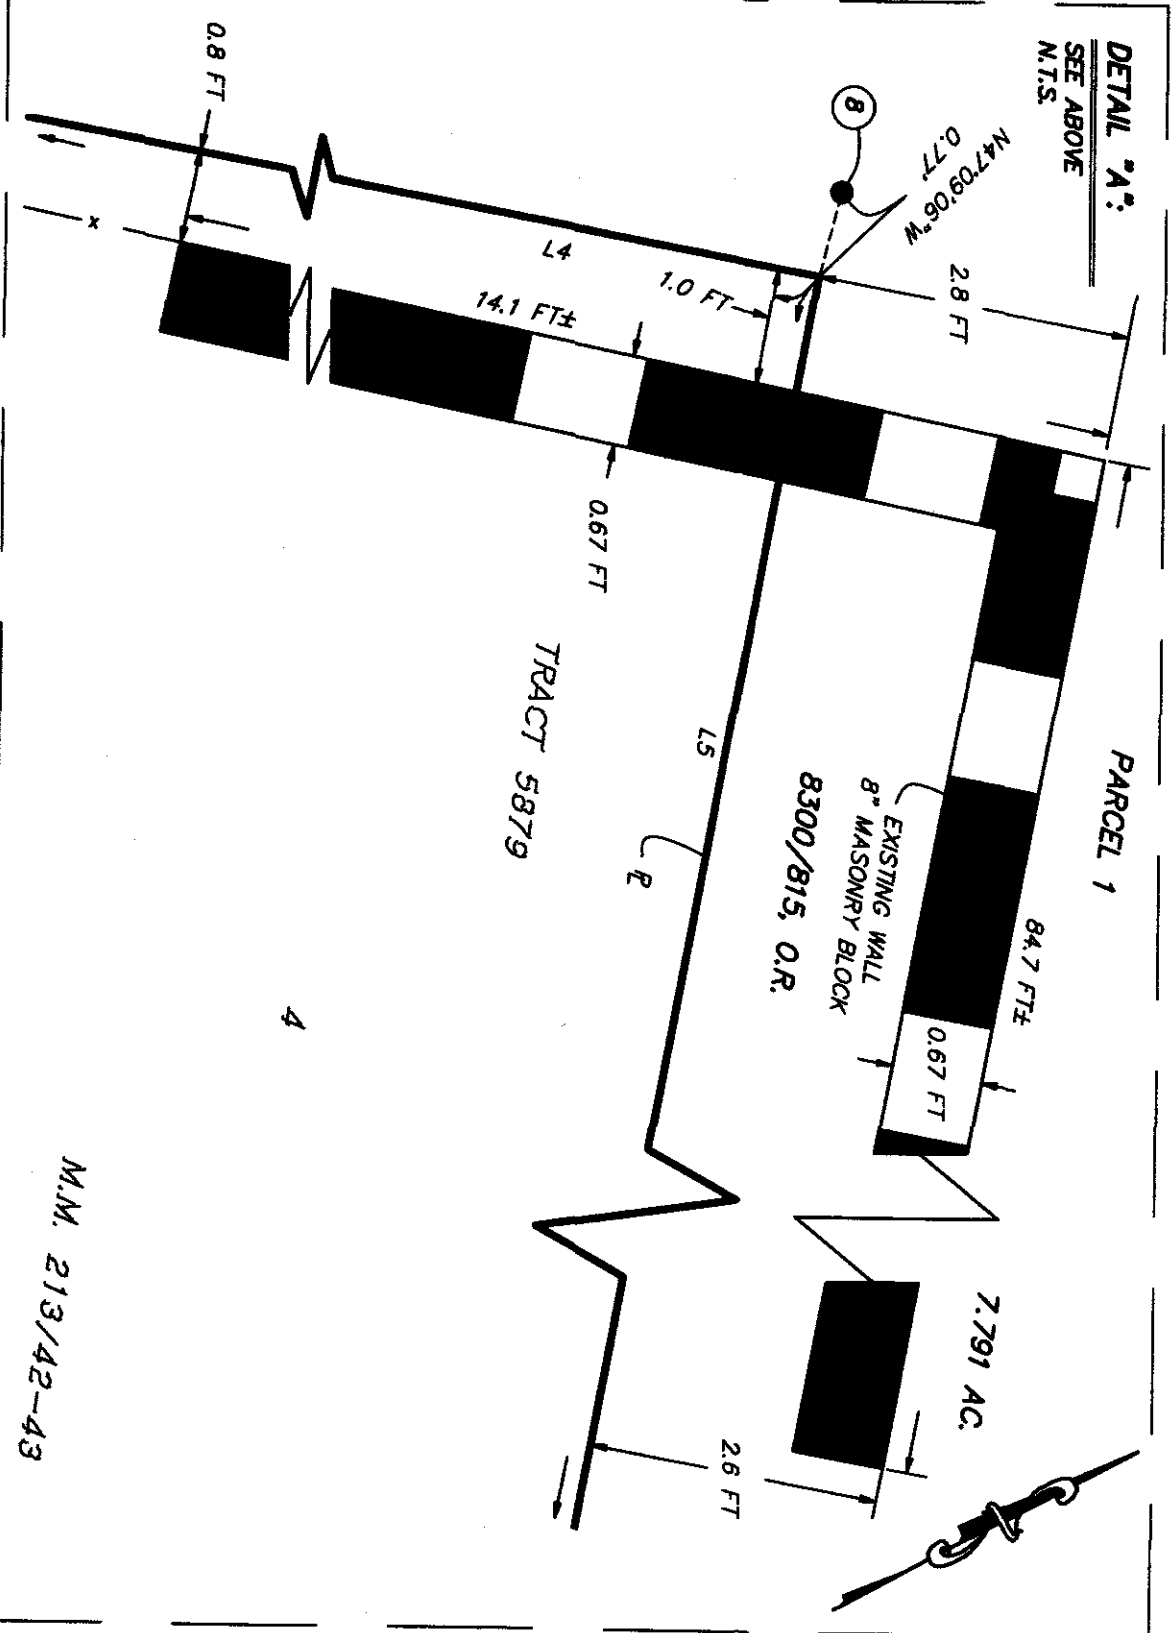 DETAIL "A":
SEE ABOVE
N.T.S.
PARCEL 1
84.7 FT±
7.791 AC.
N47°09'06"W
0.77'
8
2.8 FT
0.67 FT
EXISTING WALL
8" MASONRY BLOCK
8300/815, O.R.
2.6 FT
1.0 FT
L4
14.1 FT±
L5
PL
0.67 FT
TRACT 5879
0.8 FT
x
4
M.M. 213/42-43
N